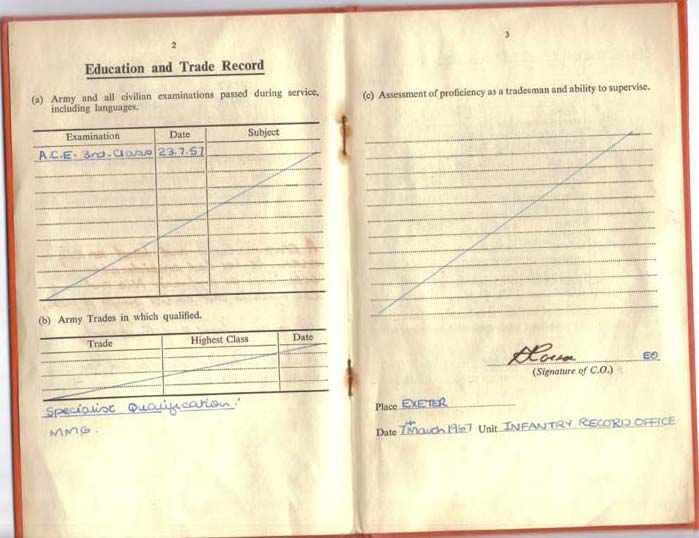 2
Education and Trade Record
(a) Army and all civilian examinations passed during service,
including languages.
Examination Date Subject
A.C.E. 3rd. Class 23.7.57
(b) Army Trades in which qualified.
Trade Highest Class Date
Specialist Qualification:
MMG.
3
(c) Assessment of proficiency as a tradesman and ability to supervise.
EO
(Signature of C.O.)
Place EXETER
Date 7th March 1967 Unit INFANTRY RECORD OFFICE